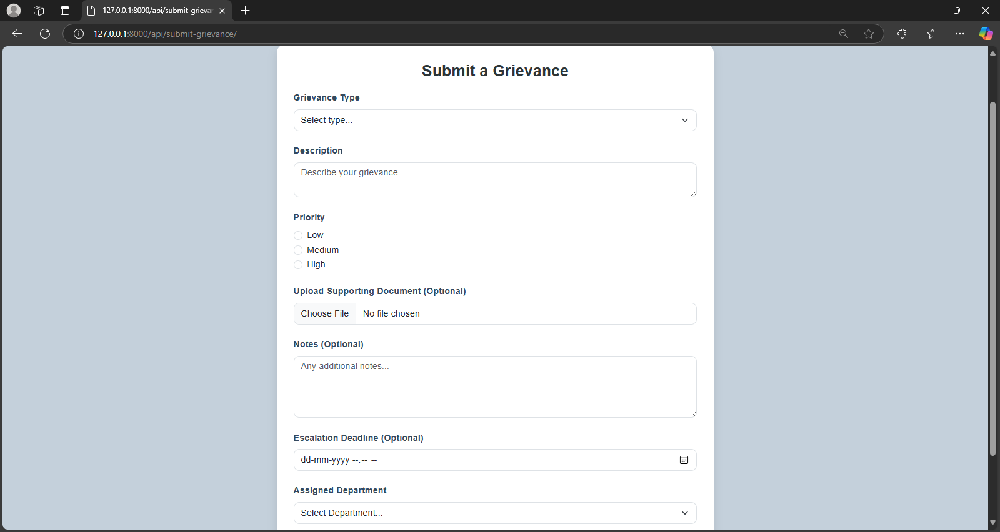 127.0.0.1:8000/api/submit-grievar
127.0.0.1:8000/api/submit-grievance/
Submit a Grievance
Grievance Type
Select type...
Description
Describe your grievance...
Priority
Low
Medium
High
Upload Supporting Document (Optional)
Choose File No file chosen
Notes (Optional)
Any additional notes...
Escalation Deadline (Optional)
dd-mm-yyyy --:-- --
Assigned Department
Select Department...